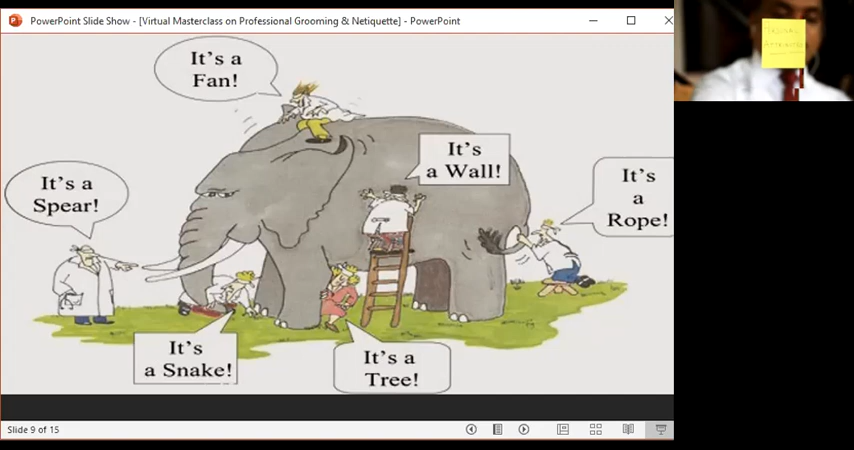 PowerPoint Slide Show - [Virtual Masterclass on Professional Grooming & Netiquette] - PowerPoint
It's a
Fan!
It's
a Wall!
It's a
Spear!
It's
a
Rope!
It's
a Snake!
It's a
Tree!
Slide 9 of 15